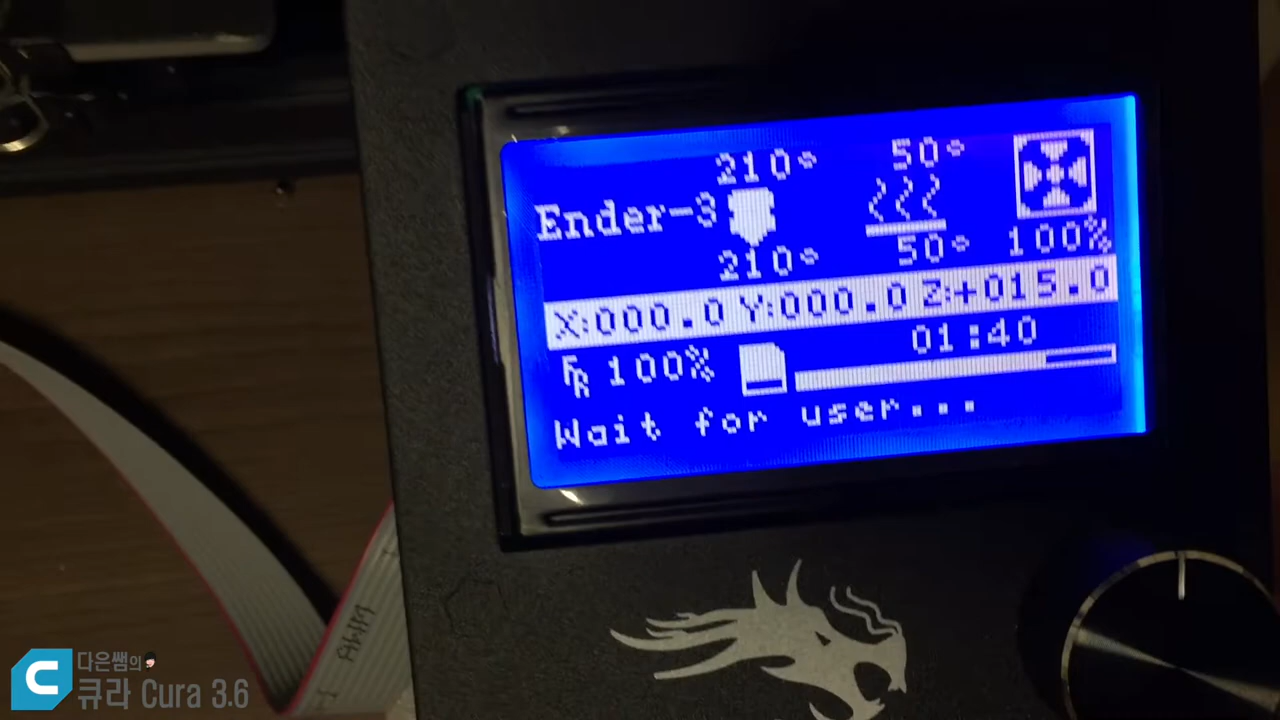 210° 50°
Ender-3
210° 50° 100%
X:000.0 Y:000.0 Z:+015.0
01:40
FR 100%
Wait for user...
AWM
다은쌤의
큐라 Cura 3.6